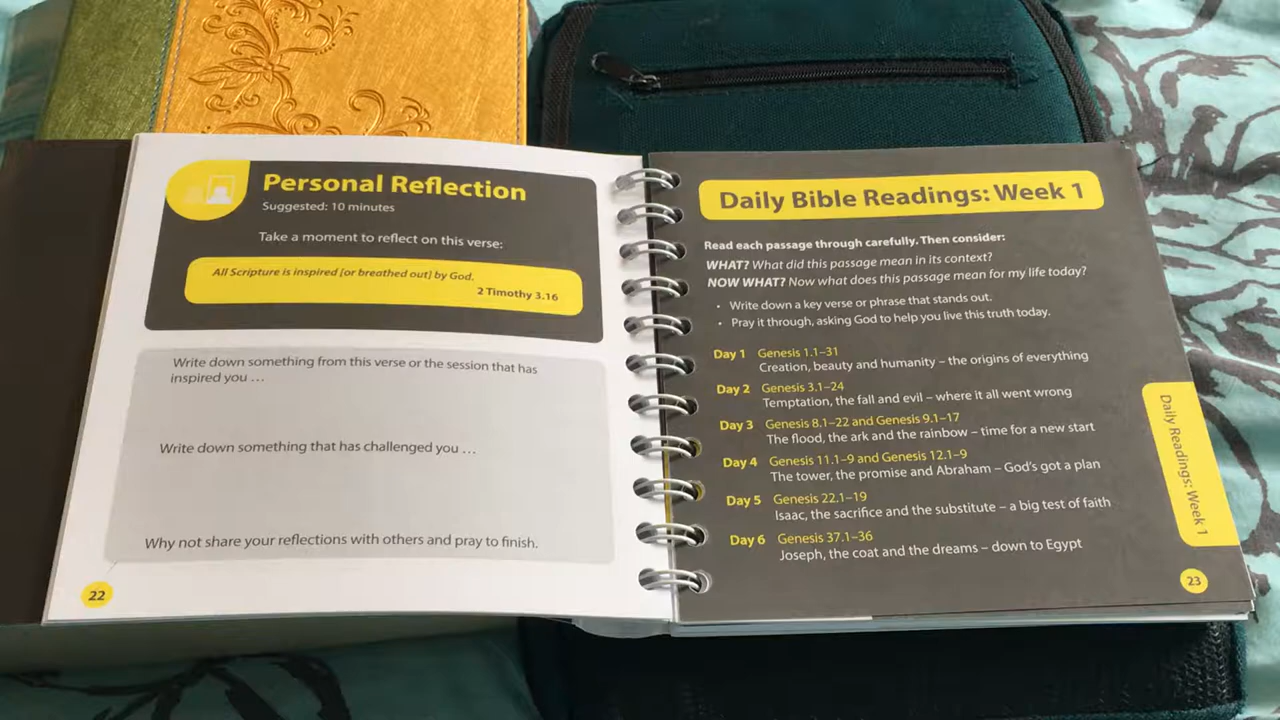 Personal Reflection
Suggested: 10 minutes
Take a moment to reflect on this verse:
All Scripture is inspired [or breathed out] by God.
2 Timothy 3.16
Write down something from this verse or the session that has
inspired you …
Write down something that has challenged you …
Why not share your reflections with others and pray to finish.
22
Daily Bible Readings: Week 1
Read each passage through carefully. Then consider:
WHAT? What did this passage mean in its context?
NOW WHAT? Now what does this passage mean for my life today?
• Write down a key verse or phrase that stands out.
• Pray it through, asking God to help you live this truth today.
Day 1 Genesis 1.1–31
Creation, beauty and humanity – the origins of everything
Day 2 Genesis 3.1–24
Temptation, the fall and evil – where it all went wrong
Day 3 Genesis 8.1–22 and Genesis 9.1–17
The flood, the ark and the rainbow – time for a new start
Day 4 Genesis 11.1–9 and Genesis 12.1–9
The tower, the promise and Abraham – God's got a plan
Day 5 Genesis 22.1–19
Isaac, the sacrifice and the substitute – a big test of faith
Day 6 Genesis 37.1–36
Joseph, the coat and the dreams – down to Egypt
Daily Readings: Week 1
23